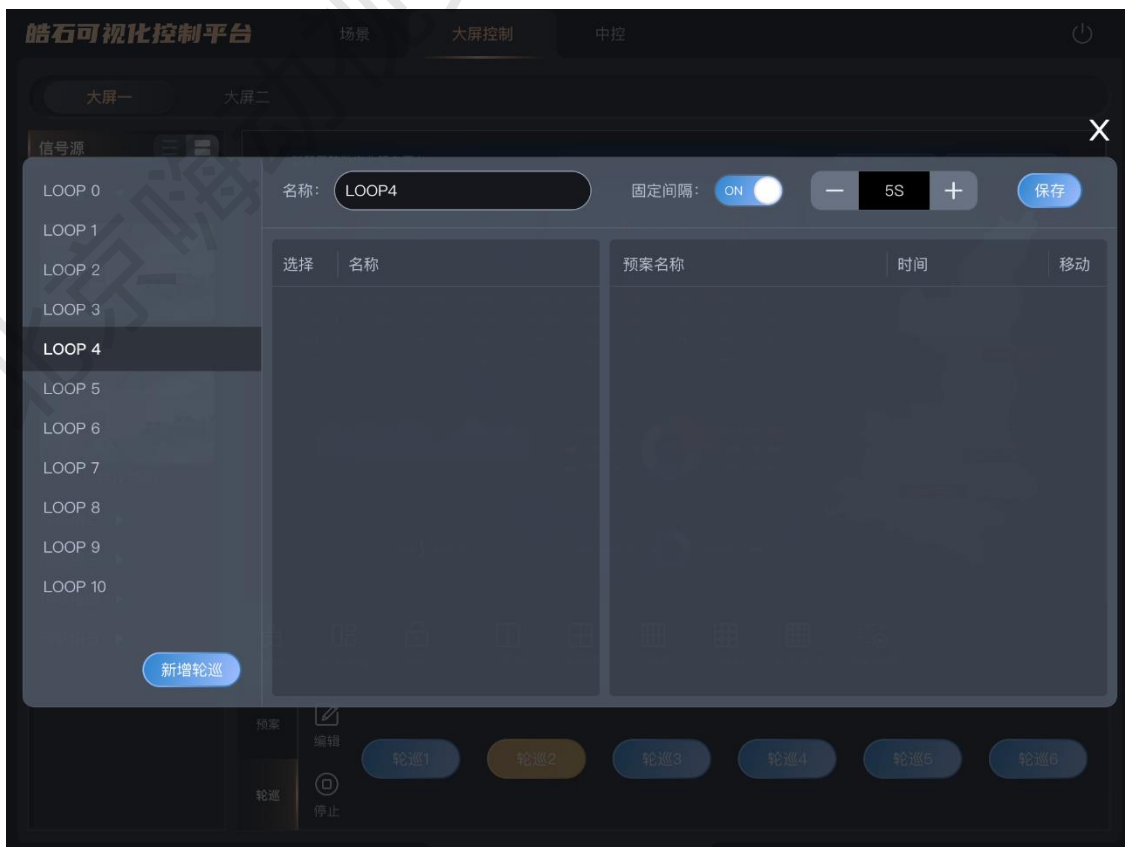 皓石可视化控制平台
场景
大屏控制
中控
大屏一
大屏二
X
信号源
LOOP 0
LOOP 1
LOOP 2
LOOP 3
LOOP 4
LOOP 5
LOOP 6
LOOP 7
LOOP 8
LOOP 9
LOOP 10
新增轮巡
名称： LOOP4
固定间隔： ON
— 5S +
保存
选择 名称
预案名称 时间 移动
预案
编辑
轮巡1 轮巡2 轮巡3 轮巡4 轮巡5 轮巡6
轮巡
停止